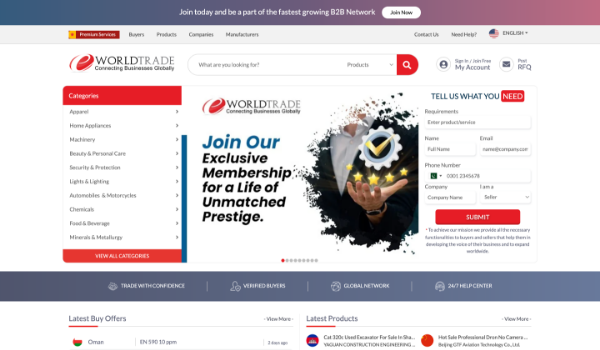 Join today and be a part of the fastest growing B2B Network
Join Now
Premium Services
Buyers
Products
Companies
Manufacturers
Contact Us
Need Help?
ENGLISH
WORLDTRADE
Connecting Businesses Globally
What are you looking for?
Products
Sign In / Join Free
My Account
Post
RFQ
Categories
Apparel
Home Appliances
Machinery
Beauty & Personal Care
Security & Protection
Lights & Lighting
Automobiles & Motorcycles
Chemicals
Food & Beverage
Minerals & Metallurgy
VIEW ALL CATEGORIES
WORLDTRADE
Connecting Businesses Globally
Join Our
Exclusive
Membership
for a Life of
Unmatched
Prestige.
TELL US WHAT YOU NEED
Requirements
Enter product/service
Name
Email
Full Name
name@company.com
Phone Number
0301 2345678
Company
I am a
Company Name
Seller
SUBMIT
* To achieve our mission we provide all the necessary
functionalities to buyers and sellers that help them in
developing the voice of their business and to expand
worldwide.
TRADE WITH CONFIDENCE
VERIFIED BUYERS
GLOBAL NETWORK
24/7 HELP CENTER
Latest Buy Offers
- View More -
Latest Products
- View More -
Oman
EN 590 10 ppm
3 days ago
Cat 320c Used Excavator For Sale In Sha...
YAGUAN CONSTRUCTION ENGINEERING ...
Hot Sale Professional Dron No Camera ...
Beijing GTF Aviation Technology Co., Ltd.